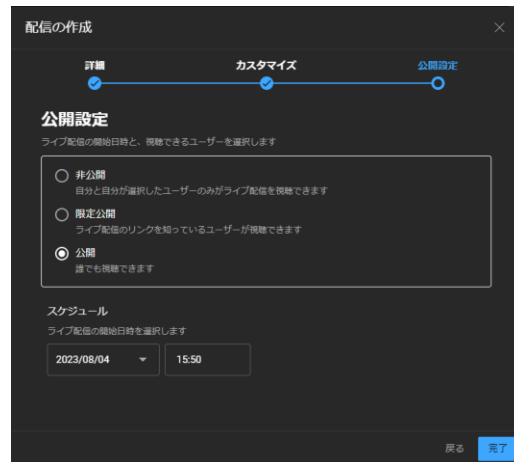 配信の作成
詳細 カスタマイズ 公開設定
公開設定
ライブ配信の開始日時と、視聴できるユーザーを選択します
非公開
自分と自分が選択したユーザーのみがライブ配信を視聴できます
限定公開
ライブ配信のリンクを知っているユーザーが視聴できます
公開
誰でも視聴できます
スケジュール
ライブ配信の開始日時を選択します
2023/08/04 15:50
戻る 完了